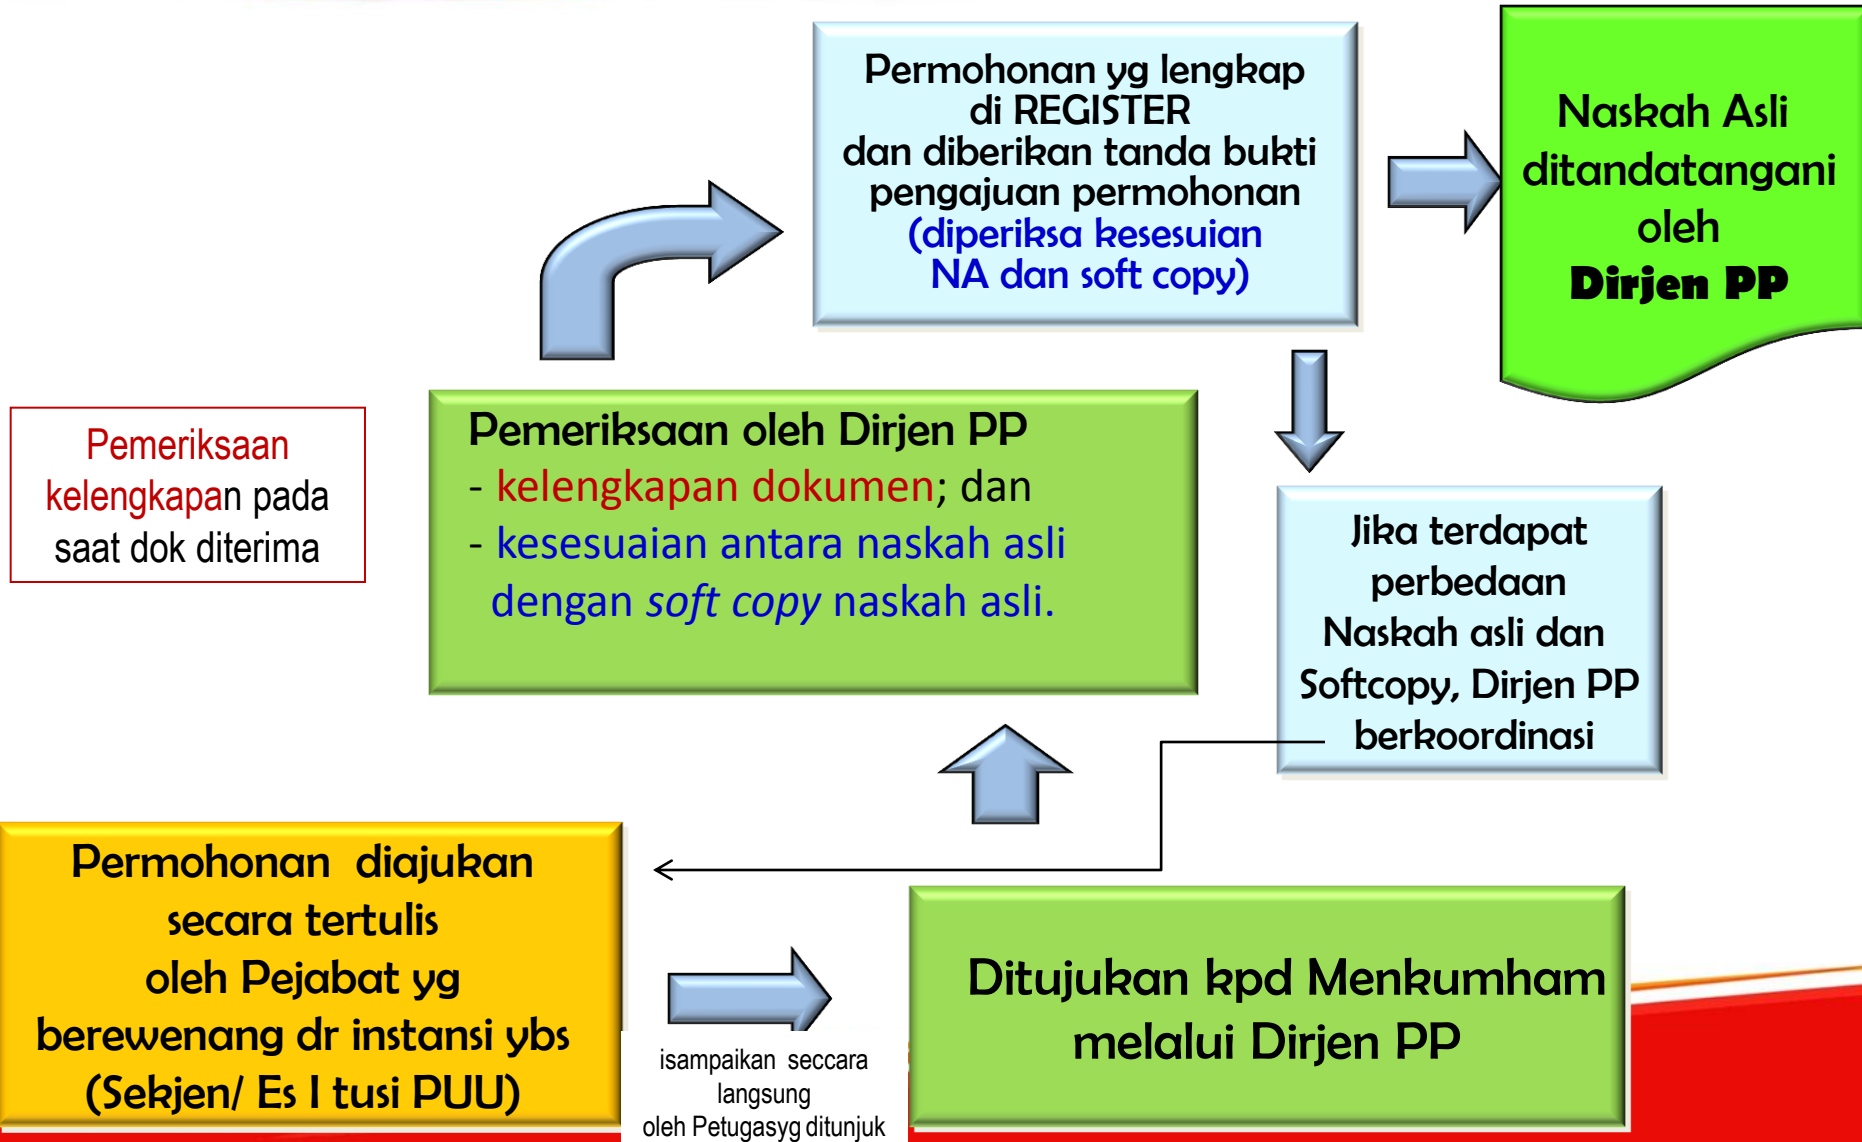 Permohonan yg lengkap
di REGISTER
dan diberikan tanda bukti
pengajuan permohonan
(diperiksa kesesuian
NA dan soft copy)
Naskah Asli
ditandatangani
oleh
Dirjen PP
Pemeriksaan
kelengkapan pada
saat dok diterima
Pemeriksaan oleh Dirjen PP
- kelengkapan dokumen; dan
- kesesuaian antara naskah asli
dengan soft copy naskah asli.
Jika terdapat
perbedaan
Naskah asli dan
Softcopy, Dirjen PP
berkoordinasi
Permohonan diajukan
secara tertulis
oleh Pejabat yg
berewenang dr instansi ybs
(Sekjen/ Es I tusi PUU)
isampaikan seccara
langsung
oleh Petugasyg ditunjuk
Ditujukan kpd Menkumham
melalui Dirjen PP